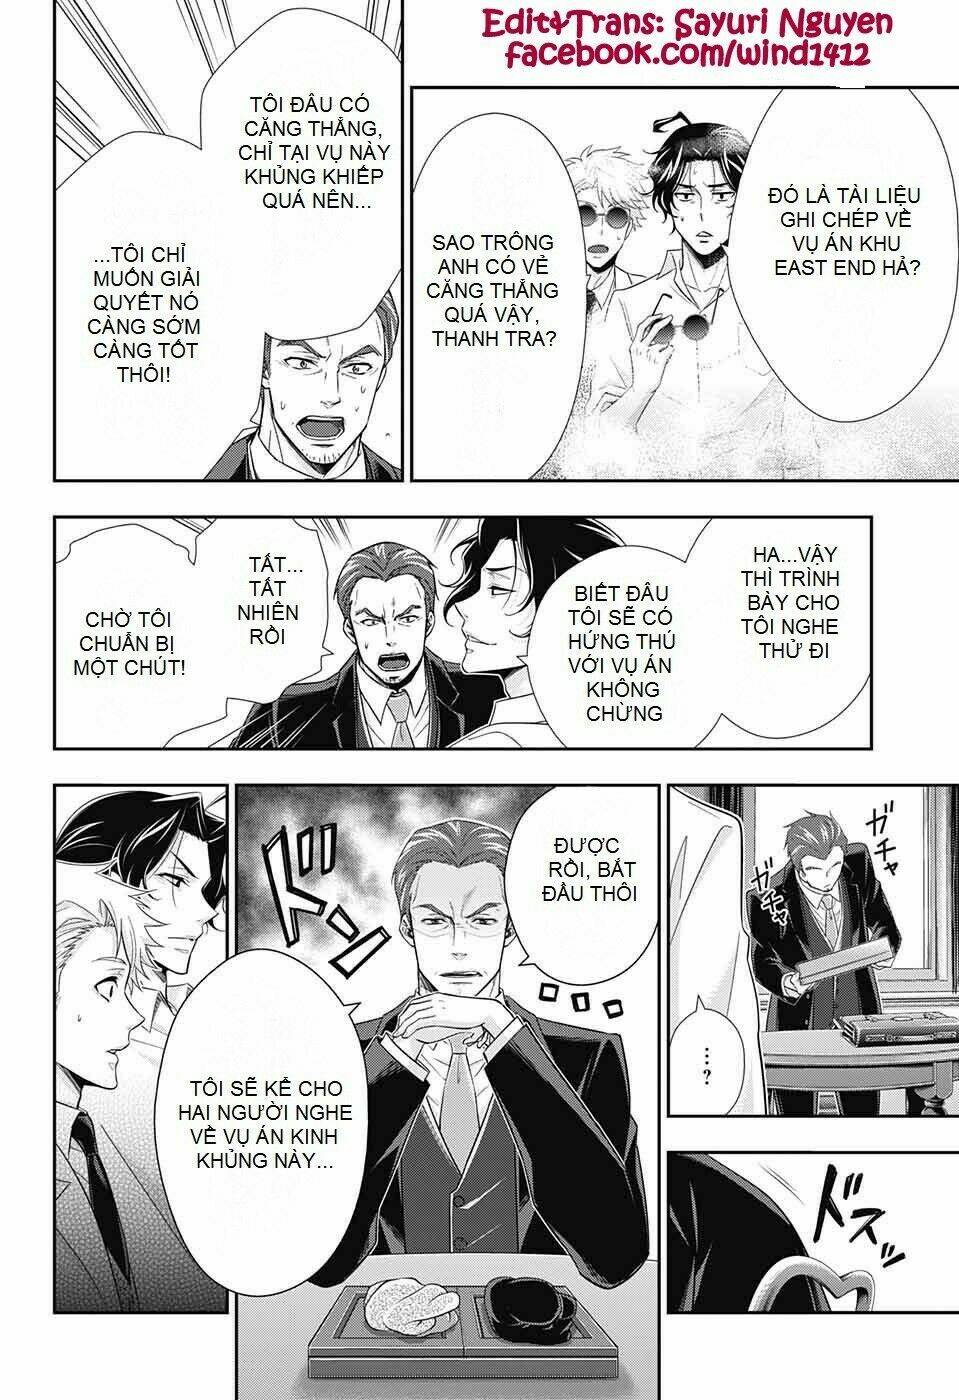 Edit&Trans: Sayuri Nguyen
facebook.com/wind1412
ĐÓ LÀ TÀI LIỆU
GHI CHÉP VỀ
VỤ ÁN KHU
EAST END HẢ?
SAO TRÔNG
ANH CÓ VẺ
CĂNG THẲNG
QUÁ VẬY,
THANH TRA?
TÔI ĐÂU CÓ
CĂNG THẲNG,
CHỈ TẠI VỤ NÀY
KHỦNG KHIẾP
QUÁ NÊN...
...TÔI CHỈ
MUỐN GIẢI
QUYẾT NÓ
CÀNG SỚM
CÀNG TỐT
THÔI!
HA...VẬY
THÌ TRÌNH
BÀY CHO
TÔI NGHE
THỬ ĐI
BIẾT ĐÂU
TÔI SẼ CÓ
HỨNG THÚ
VỚI VỤ ÁN
KHÔNG
CHỪNG
TẤT...
TẤT
NHIÊN
RỒI
CHỜ TÔI
CHUẨN BỊ
MỘT CHÚT!
ガチャ
ガチャ
...?
ドスッ
ドン
ĐƯỢC
RỒI, BẮT
ĐẦU THÔI
TÔI SẼ KỂ CHO
HAI NGƯỜI NGHE
VỀ VỤ ÁN KINH
KHỦNG NÀY...